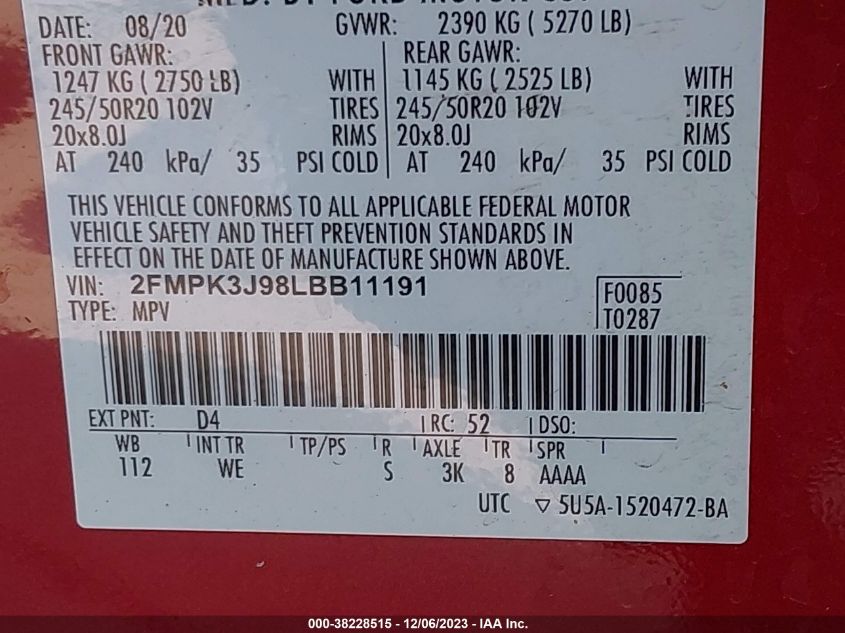 DATE: 08/20 GVWR: 2390 KG ( 5270 LB)
FRONT GAWR: REAR GAWR:
1247 KG ( 2750 LB) WITH 1145 KG ( 2525 LB) WITH
245/50R20 102V TIRES 245/50R20 102V TIRES
20x8.0J RIMS 20x8.0J RIMS
AT 240 kPa/ 35 PSI COLD AT 240 kPa/ 35 PSI COLD
THIS VEHICLE CONFORMS TO ALL APPLICABLE FEDERAL MOTOR
VEHICLE SAFETY AND THEFT PREVENTION STANDARDS IN
EFFECT ON THE DATE OF MANUFACTURE SHOWN ABOVE.
VIN: 2FMPK3J98LBB11191 F0085
TYPE: MPV T0287
EXT PNT: D4 RC: 52 DSO:
WB INT TR TP/PS R AXLE TR SPR
112 WE S 3K 8 AAAA
UTC ▽ 5U5A-1520472-BA
000-38228515 - 12/06/2023 - IAA Inc.